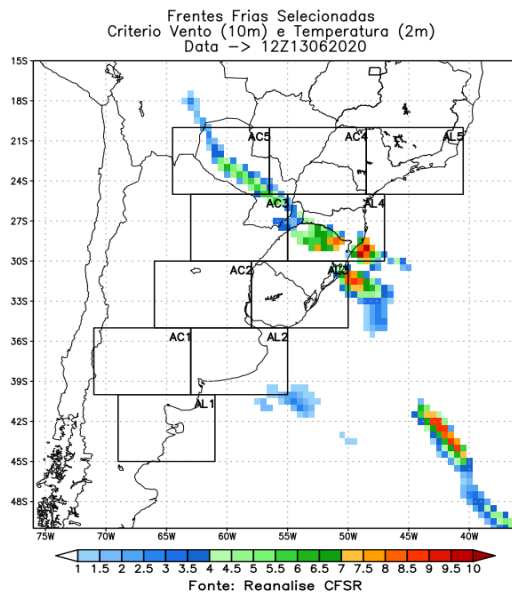 Frentes Frias Selecionadas
Criterio Vento (10m) e Temperatura (2m)
Data -> 12Z13062020
15S
18S
21S
24S
27S
30S
33S
36S
39S
42S
45S
48S
AC5
AC4
AL5
AC3
AL4
AC2
AL3
AC1
AL2
AL1
75W
70W
65W
60W
55W
50W
45W
40W
1 1.5 2 2.5 3 3.5 4 4.5 5 5.5 6 6.5 7 7.5 8 8.5 9 9.5 10
Fonte: Reanalise CFSR